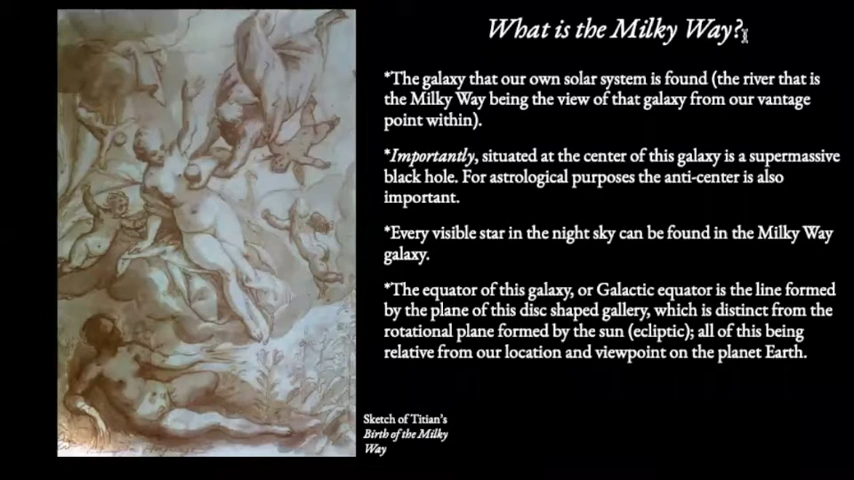 What is the Milky Way?
*The galaxy that our own solar system is found (the river that is
the Milky Way being the view of that galaxy from our vantage
point within).
*Importantly, situated at the center of this galaxy is a supermassive
black hole. For astrological purposes the anti-center is also
important.
*Every visible star in the night sky can be found in the Milky Way
galaxy.
*The equator of this galaxy, or Galactic equator is the line formed
by the plane of this disc shaped gallery, which is distinct from the
rotational plane formed by the sun (ecliptic); all of this being
relative from our location and viewpoint on the planet Earth.
Sketch of Titian's
Birth of the Milky
Way